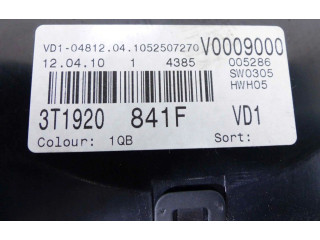 VD1-04812.04.1052507270 V0009000
12.04.10 1 4385 005286
SW0305
HWH05
3T1920 841F VD1
Colour: 1QB Sort: